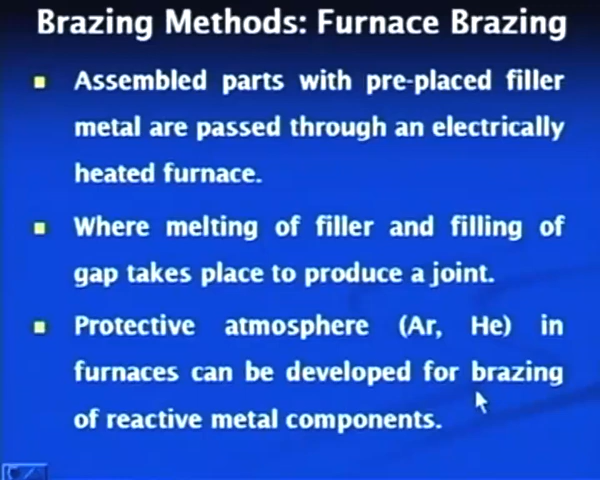 Brazing Methods: Furnace Brazing
Assembled parts with pre-placed filler
metal are passed through an electrically
heated furnace.
Where melting of filler and filling of
gap takes place to produce a joint.
Protective atmosphere (Ar, He) in
furnaces can be developed for brazing
of reactive metal components.